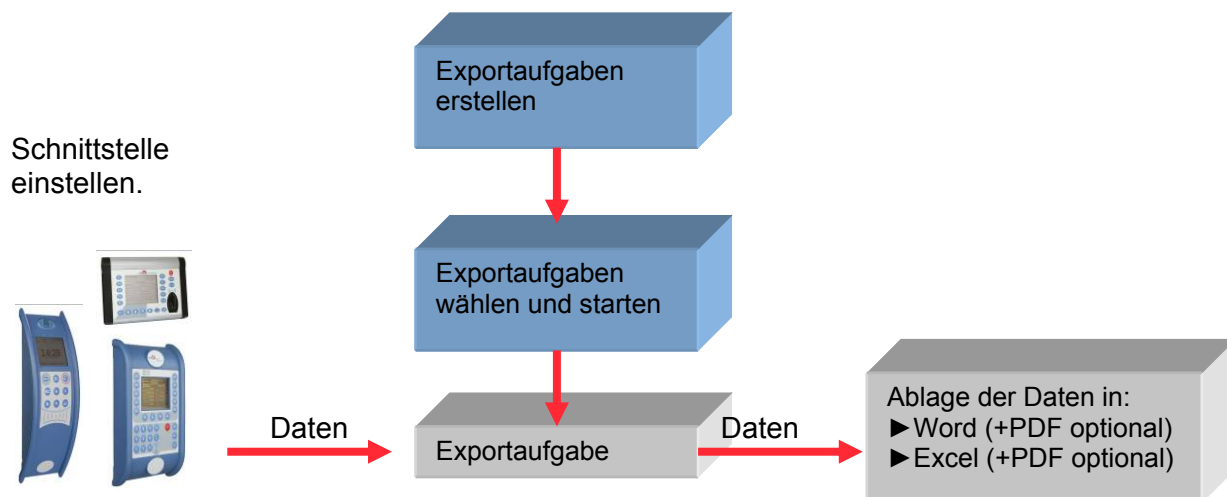 Exportaufgaben
erstellen
Schnittstelle
einstellen.
Exportaufgaben
wählen und starten
Daten
Exportaufgabe
Daten
Ablage der Daten in:
►Word (+PDF optional)
►Excel (+PDF optional)